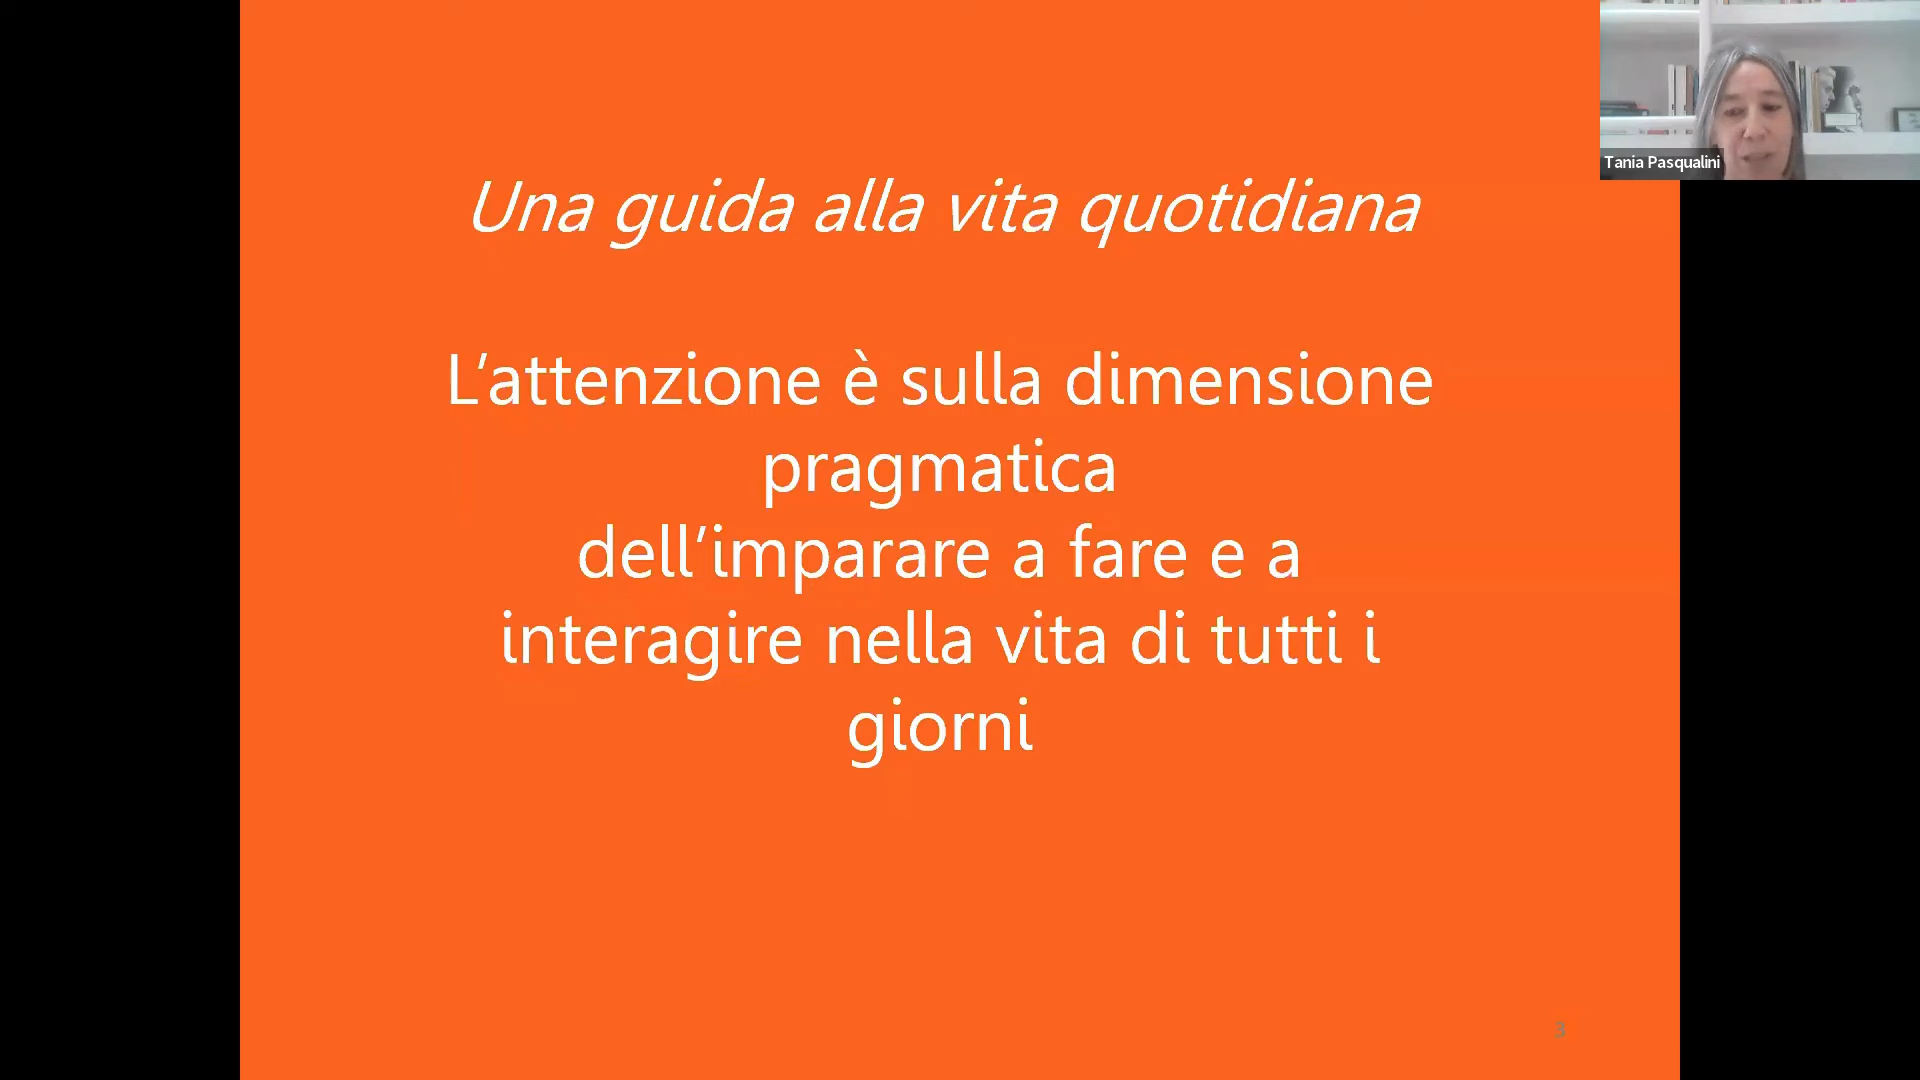 Una guida alla vita quotidiana
L'attenzione è sulla dimensione
pragmatica
dell'imparare a fare e a
interagire nella vita di tutti i
giorni
Tania Pasqualini
3